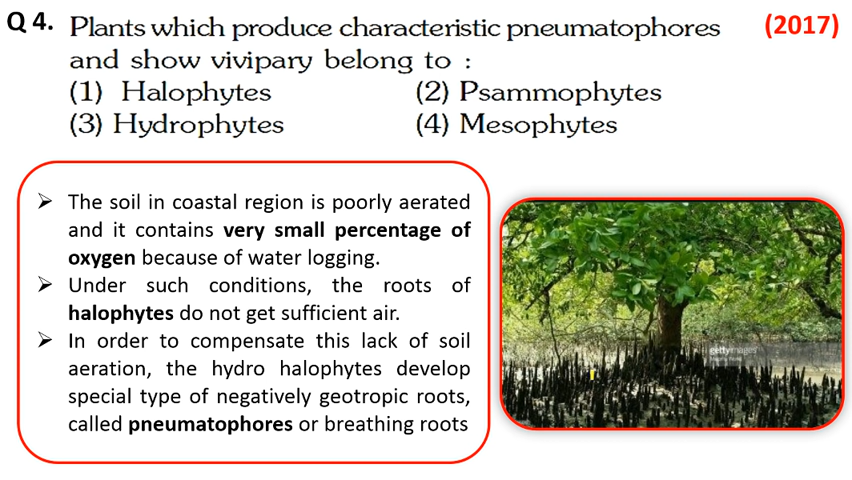 Q 4. Plants which produce characteristic pneumatophores (2017)
and show vivipary belong to :
(1) Halophytes (2) Psammophytes
(3) Hydrophytes (4) Mesophytes
➢ The soil in coastal region is poorly aerated
and it contains very small percentage of
oxygen because of water logging.
➢ Under such conditions, the roots of
halophytes do not get sufficient air.
➢ In order to compensate this lack of soil
aeration, the hydro halophytes develop
special type of negatively geotropic roots,
called pneumatophores or breathing roots
gettyimages